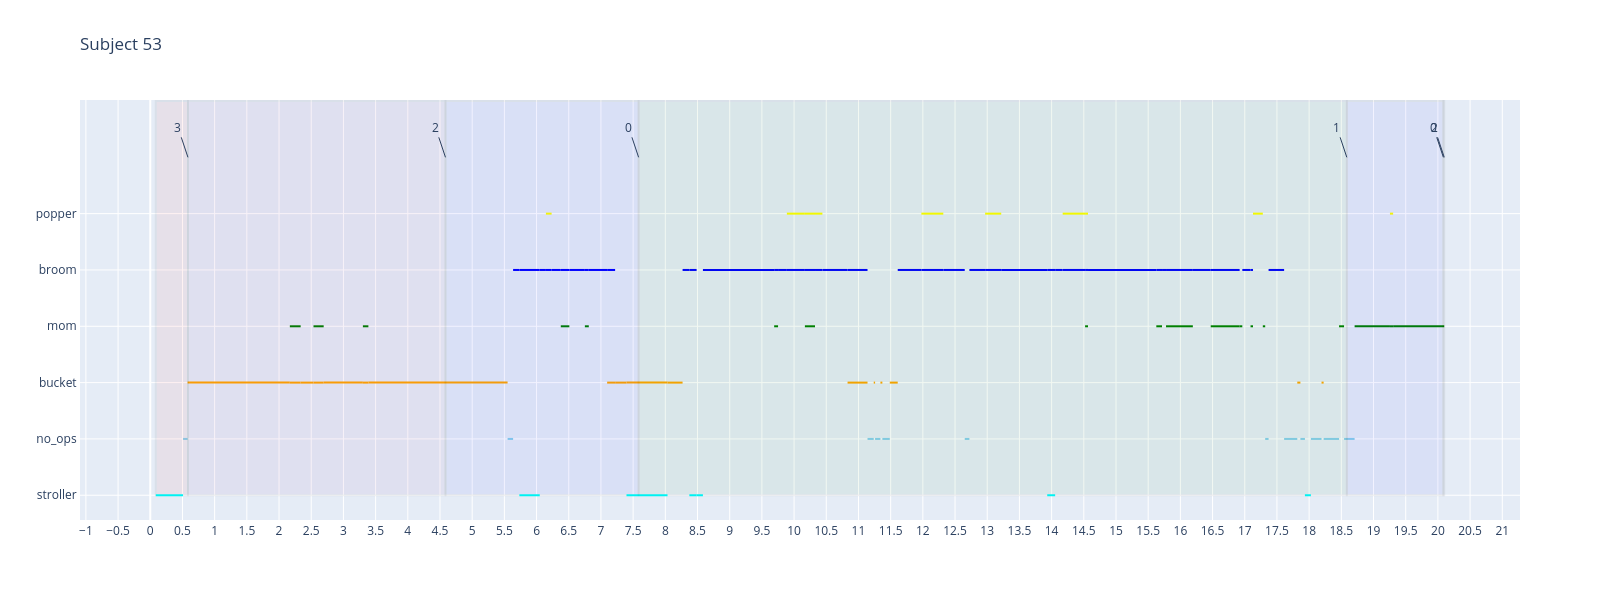 Subject 53
3 2 0 1 0 2
popper
broom
mom
bucket
no_ops
stroller
−1 −0.5 0 0.5 1 1.5 2 2.5 3 3.5 4 4.5 5 5.5 6 6.5 7 7.5 8 8.5 9 9.5 10 10.5 11 11.5 12 12.5 13 13.5 14 14.5 15 15.5 16 16.5 17 17.5 18 18.5 19 19.5 20 20.5 21